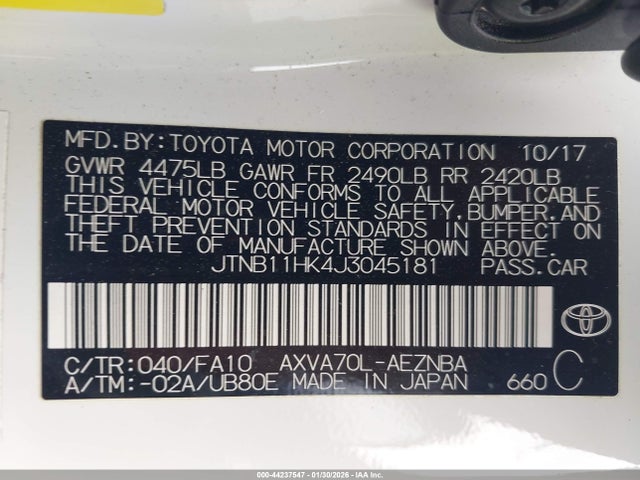 MFD.BY:TOYOTA MOTOR CORPORATION 10/17
GVWR 4475LB GAWR FR 2490LB RR 2420LB
THIS VEHICLE CONFORMS TO ALL APPLICABLE
FEDERAL MOTOR VEHICLE SAFETY,BUMPER,AND
THEFT PREVENTION STANDARDS IN EFFECT ON
THE DATE OF MANUFACTURE SHOWN ABOVE.
JTNB11HK4J3045181 PASS.CAR
C/TR:040/FA10 AXVA70L-AEZNBA
A/TM:-02A/UB80E MADE IN JAPAN 660 C
TOYOTA
000-44237547 - 01/30/2026 - COPYRIGHT IAA, INC.